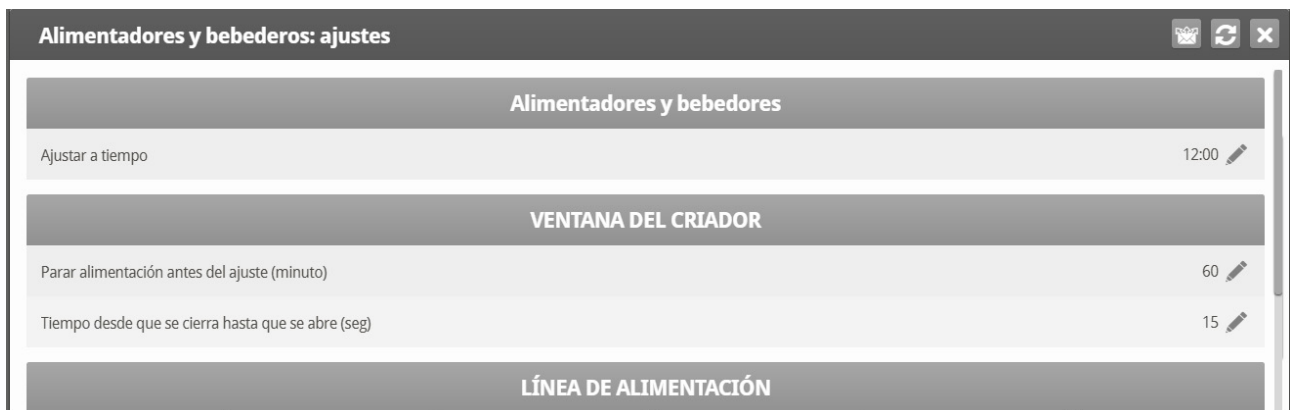 Alimentadores y bebederos: ajustes
Alimentadores y bebedores
Ajustar a tiempo 12:00
VENTANA DEL CRIADOR
Parar alimentación antes del ajuste (minuto) 60
Tiempo desde que se cierra hasta que se abre (seg) 15
LÍNEA DE ALIMENTACIÓN